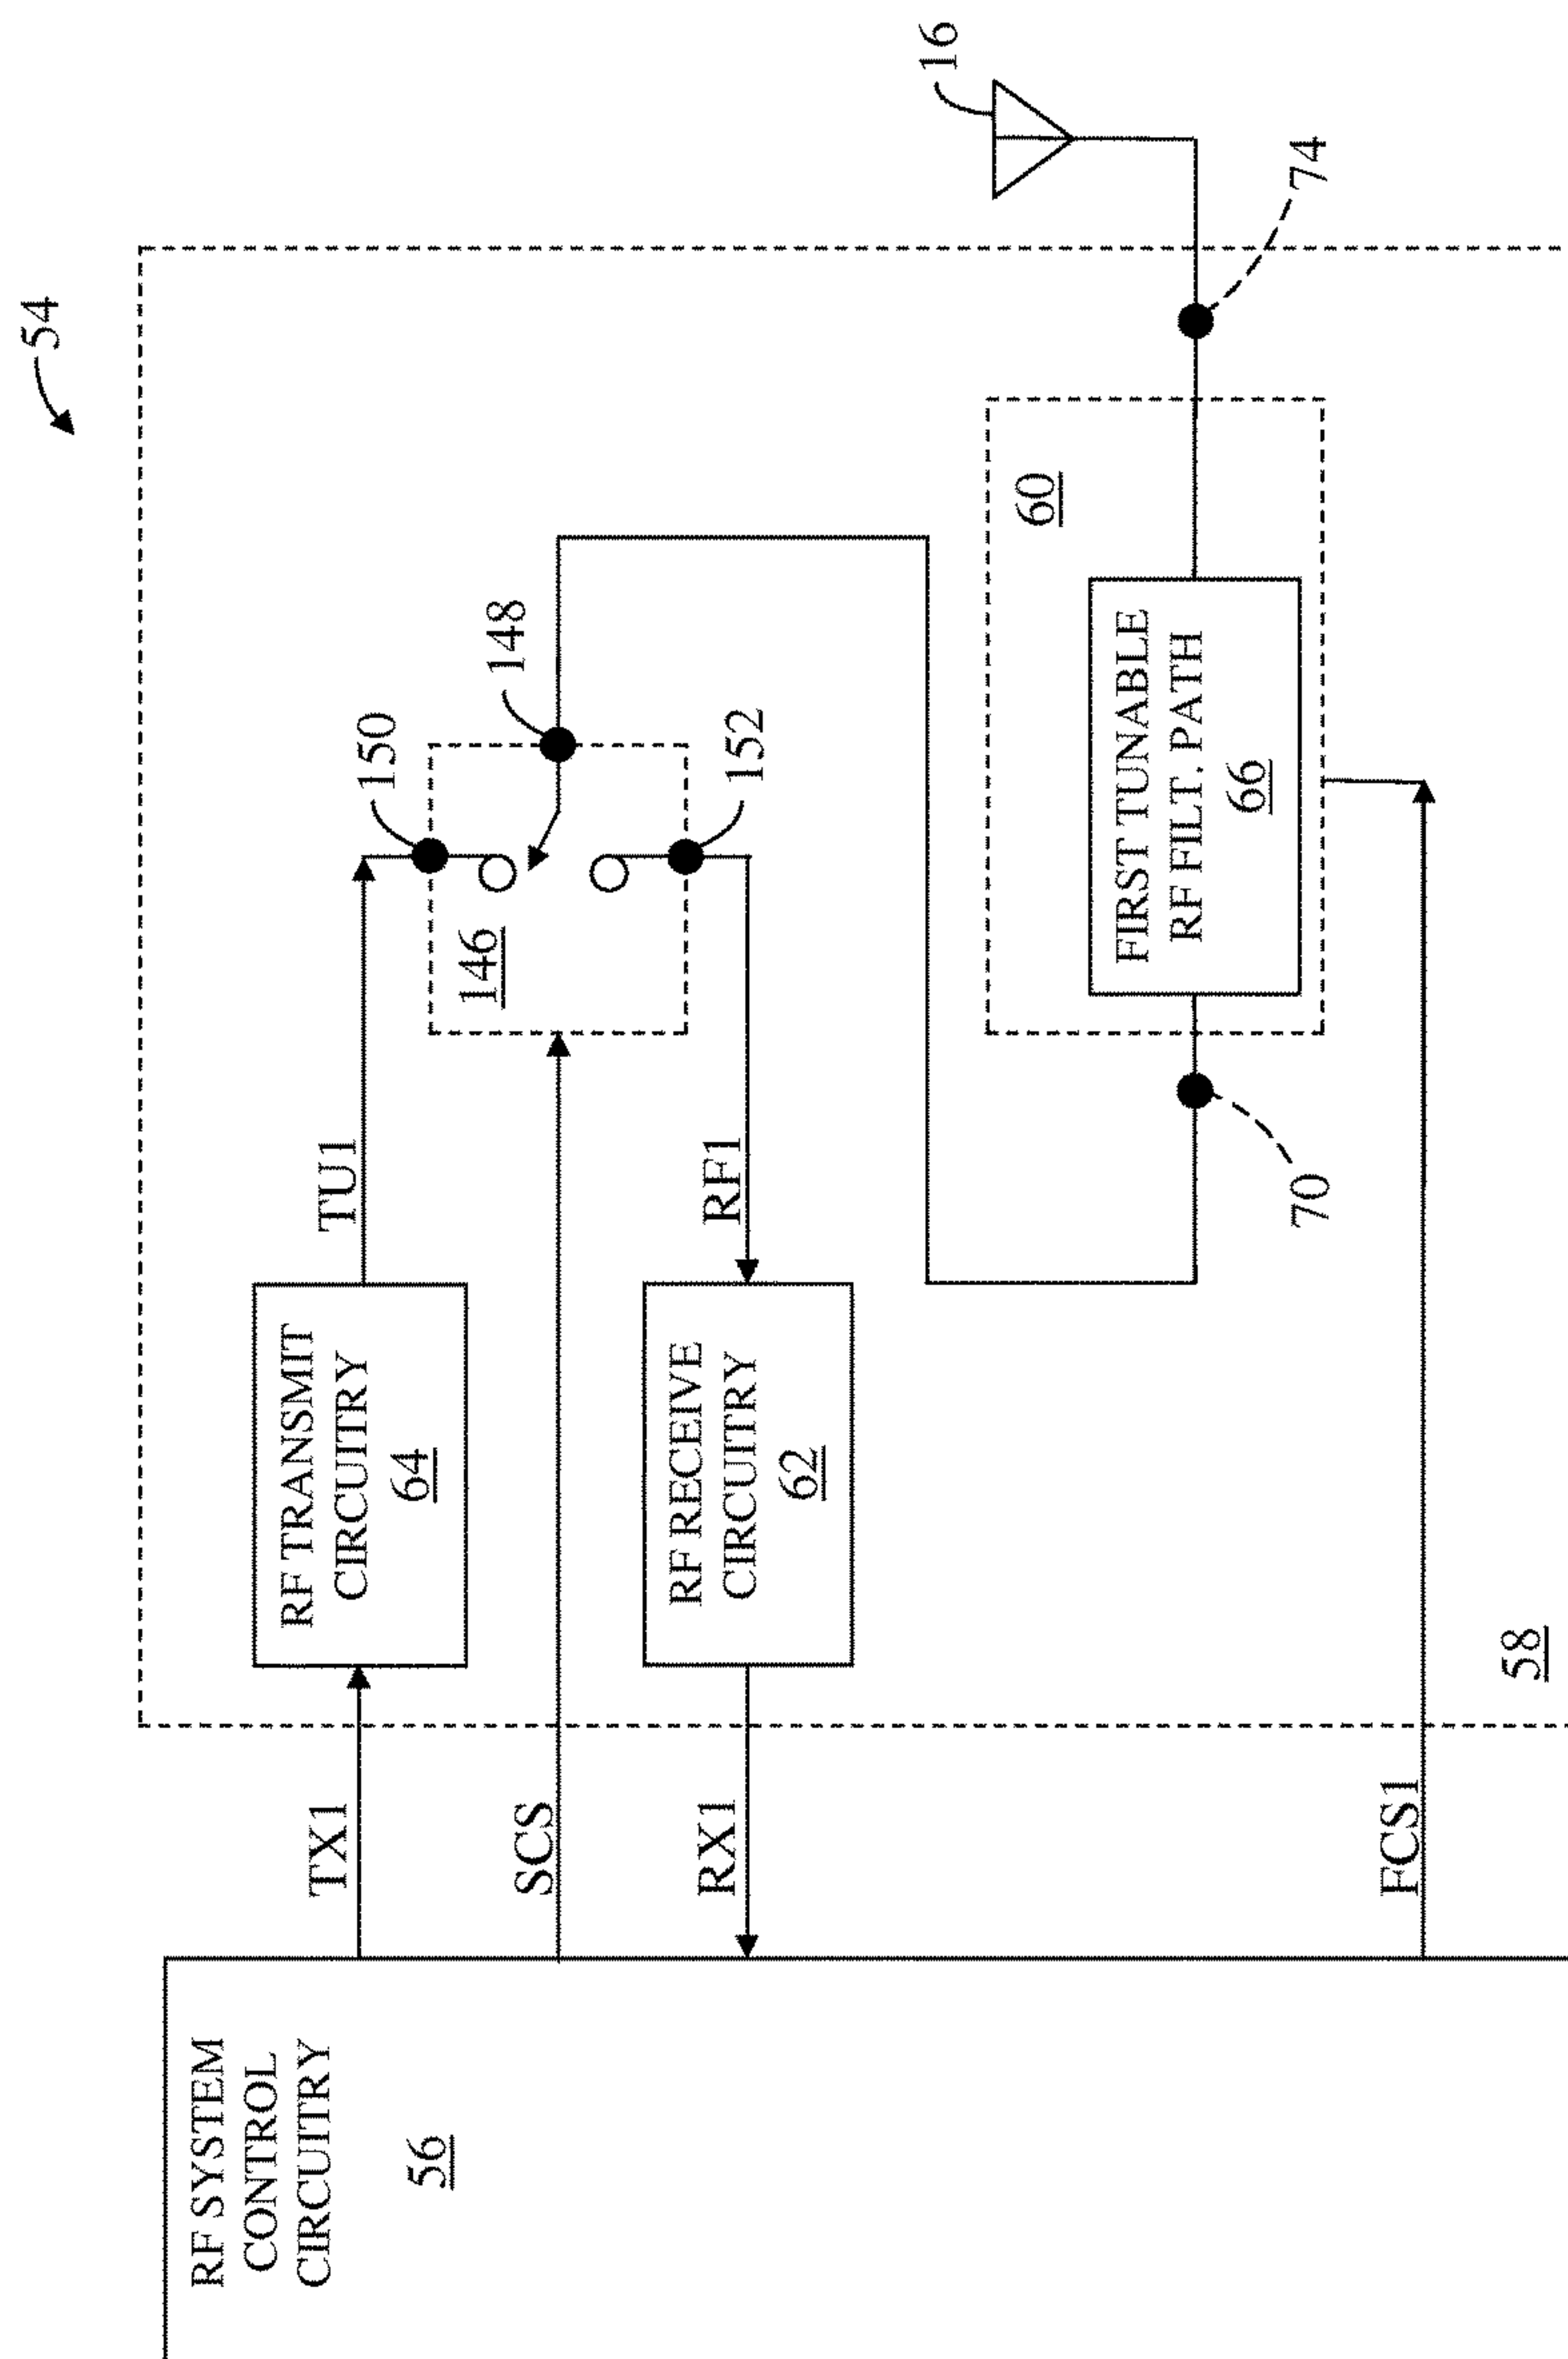 54
16
RF SYSTEM
CONTROL
CIRCUITRY
56
TX1
RF TRANSMIT
CIRCUITRY
64
TU1
150
SCS
146
148
RX1
RF RECEIVE
CIRCUITRY
62
RF1
152
60
FIRST TUNABLE
RF FILT. PATH
66
70
74
FCS1
58